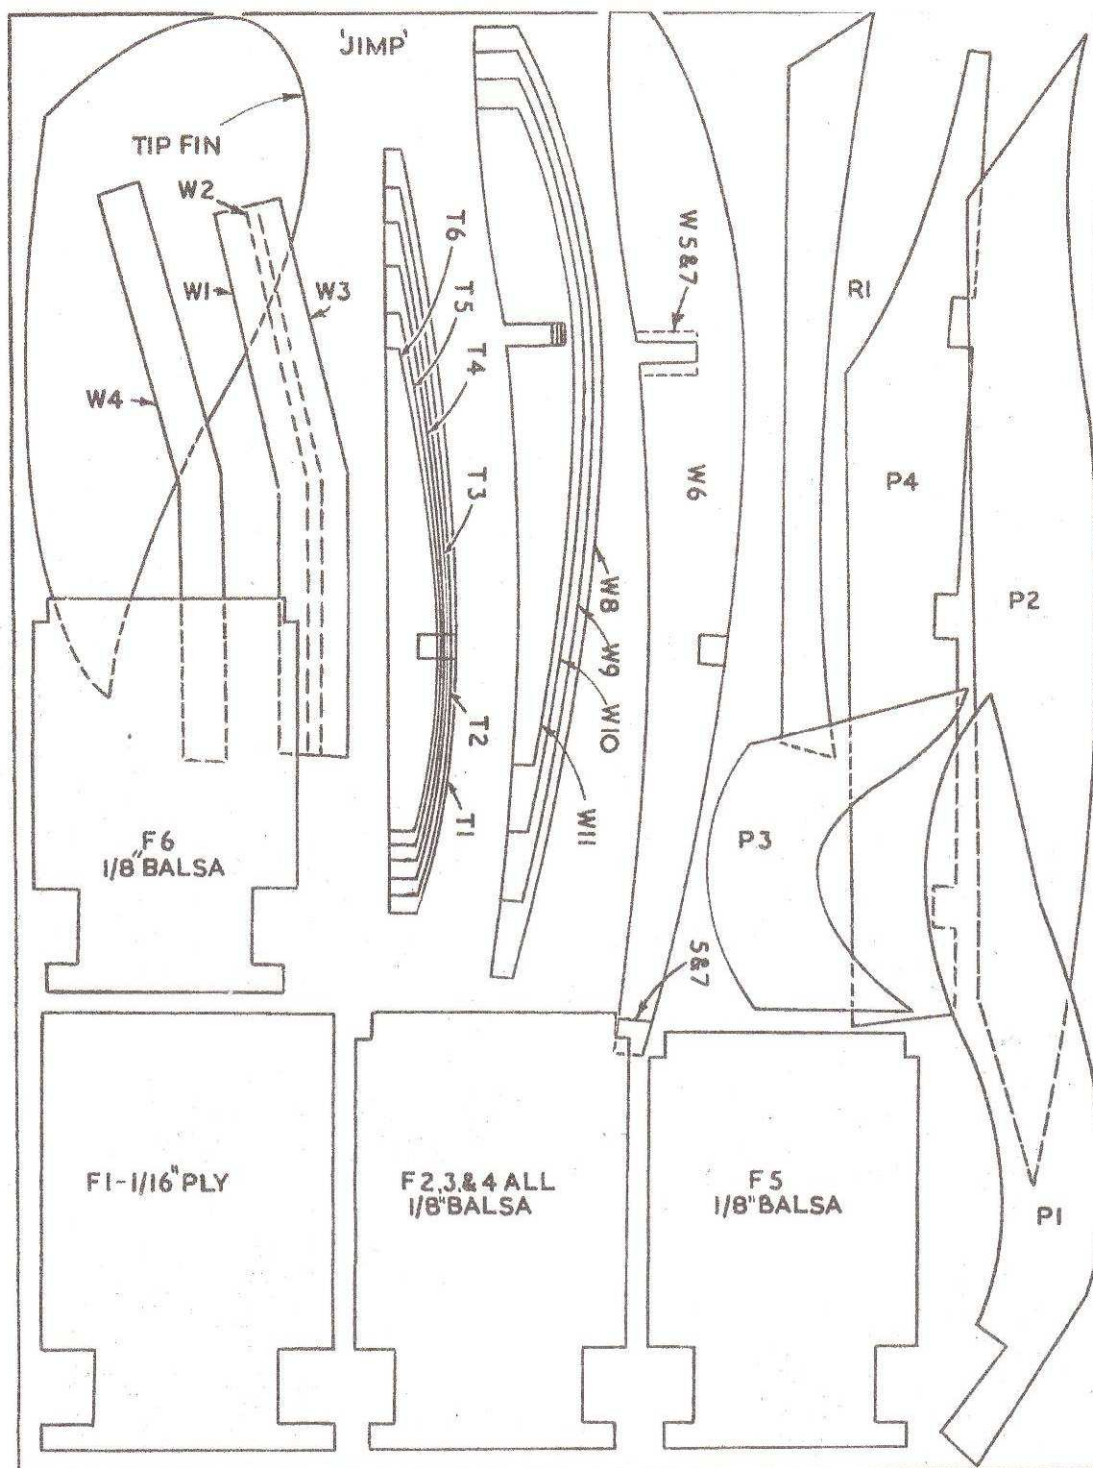 'JIMP'
TIP FIN
W2
W1
W3
W4
T6
T5
T4
T3
T2
T1
W8
W9
W10
W11
W5&7
W6
5&7
R1
P4
P2
P3
P1
F6
1/8" BALSA
F1-1/16" PLY
F2,3,& 4 ALL
1/8" BALSA
F5
1/8" BALSA